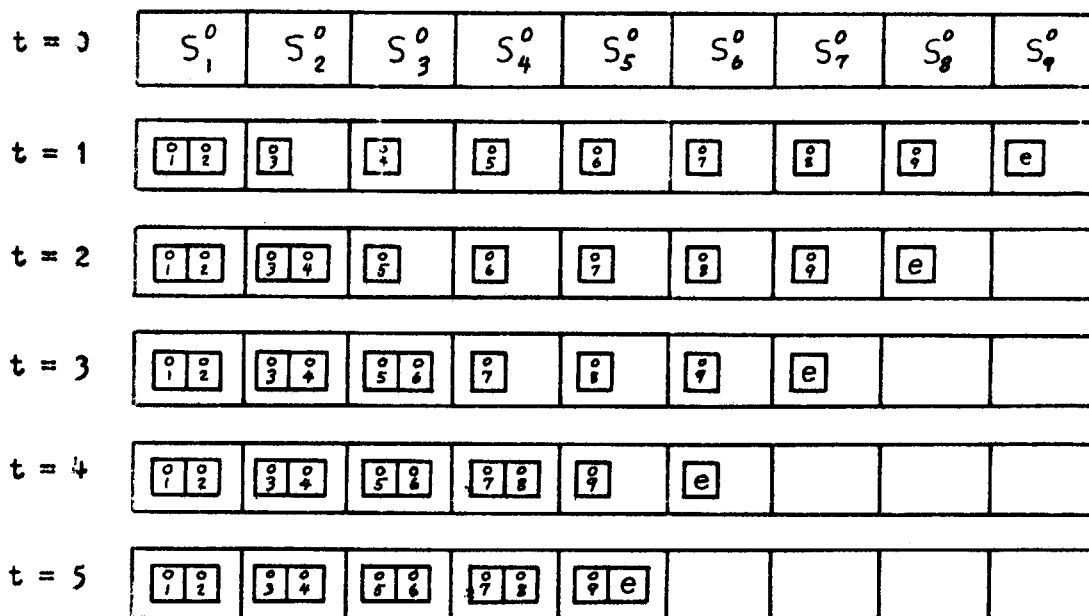 t = 0 S₁⁰ S₂⁰ S₃⁰ S₄⁰ S₅⁰ S₆⁰ S₇⁰ S₈⁰ S₉⁰
t = 1 ⁰₁ ⁰₂ ⁰₃ ⁰₄ ⁰₅ ⁰₆ ⁰₇ ⁰₈ ⁰₉ e
t = 2 ⁰₁ ⁰₂ ⁰₃ ⁰₄ ⁰₅ ⁰₆ ⁰₇ ⁰₈ ⁰₉ e
t = 3 ⁰₁ ⁰₂ ⁰₃ ⁰₄ ⁰₅ ⁰₆ ⁰₇ ⁰₈ ⁰₉ e
t = 4 ⁰₁ ⁰₂ ⁰₃ ⁰₄ ⁰₅ ⁰₆ ⁰₇ ⁰₈ ⁰₉ e
t = 5 ⁰₁ ⁰₂ ⁰₃ ⁰₄ ⁰₅ ⁰₆ ⁰₇ ⁰₈ ⁰₉ e